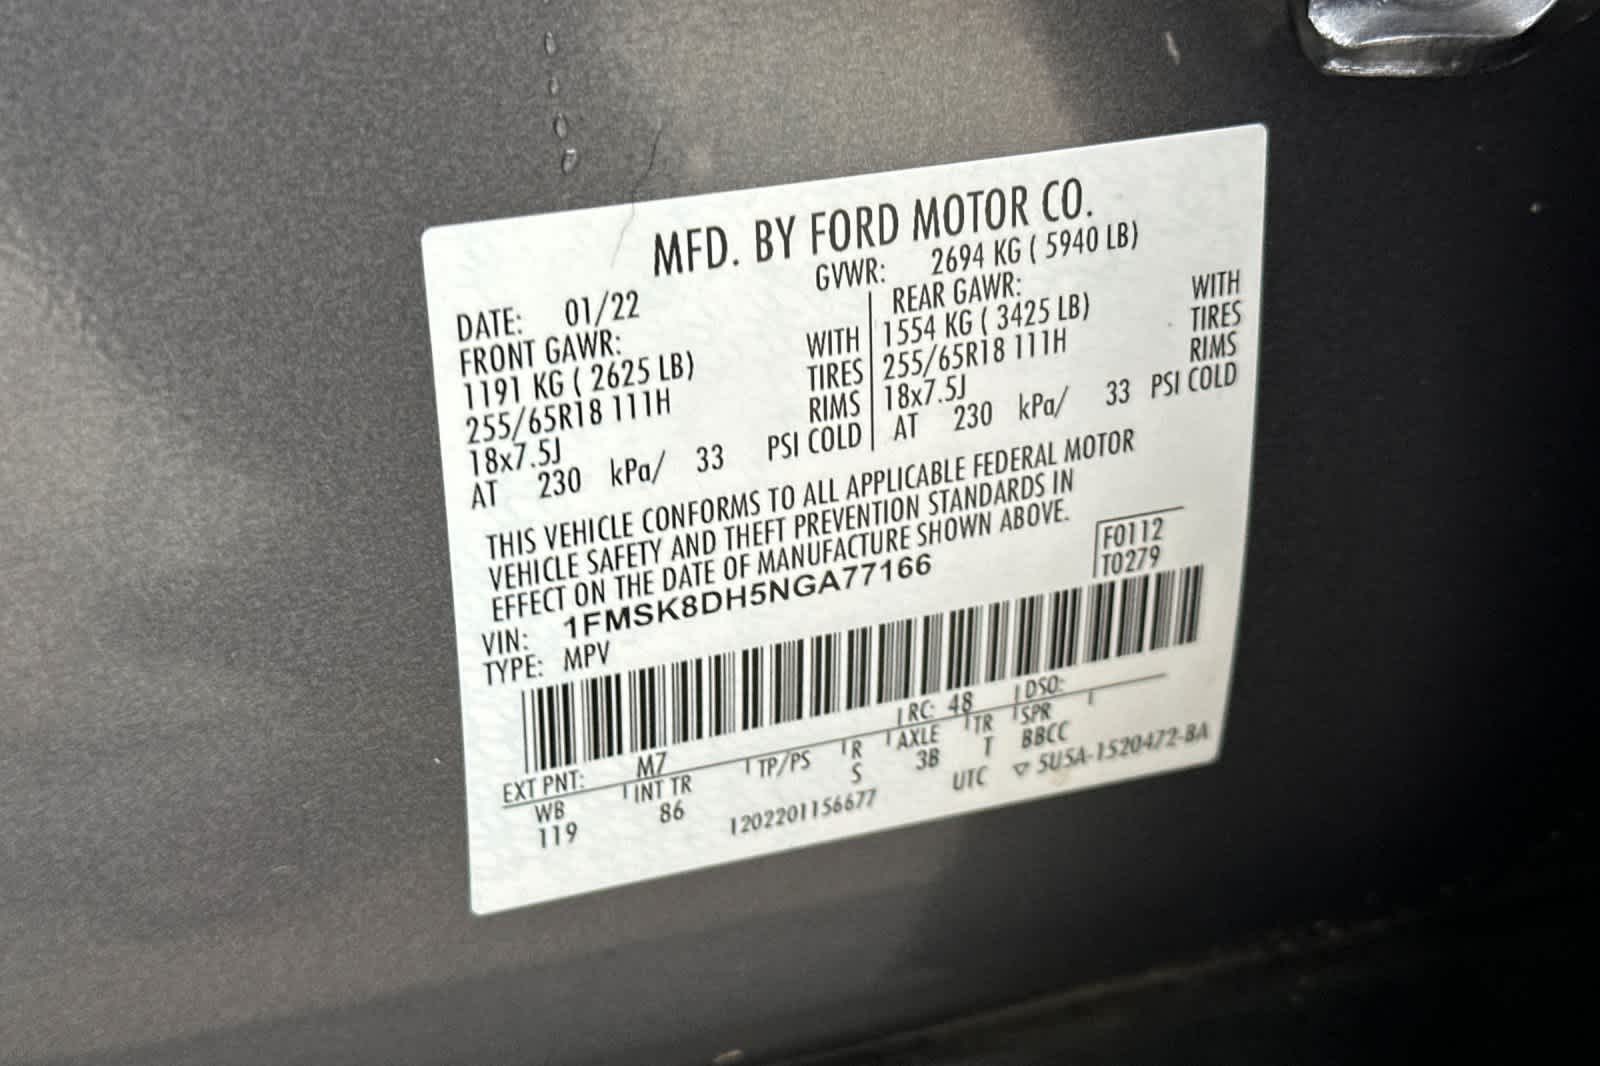 MFD. BY FORD MOTOR CO.
DATE: 01/22 GVWR: 2694 KG ( 5940 LB)
FRONT GAWR: REAR GAWR:
1191 KG ( 2625 LB) WITH 1554 KG ( 3425 LB) WITH
255/65R18 111H TIRES 255/65R18 111H TIRES
18x7.5J RIMS 18x7.5J RIMS
AT 230 kPa/ 33 PSI COLD AT 230 kPa/ 33 PSI COLD
THIS VEHICLE CONFORMS TO ALL APPLICABLE FEDERAL MOTOR
VEHICLE SAFETY AND THEFT PREVENTION STANDARDS IN
EFFECT ON THE DATE OF MANUFACTURE SHOWN ABOVE.
VIN: 1FMSK8DH5NGA77166 F0112
TYPE: MPV T0279
EXT PNT: M7 RC: 48 DSO:
WB INT TR TP/PS R AXLE TR SPR
119 86 S 3B T BBCC
1202201156677 UTC ▽ 5U5A-1520472-BA